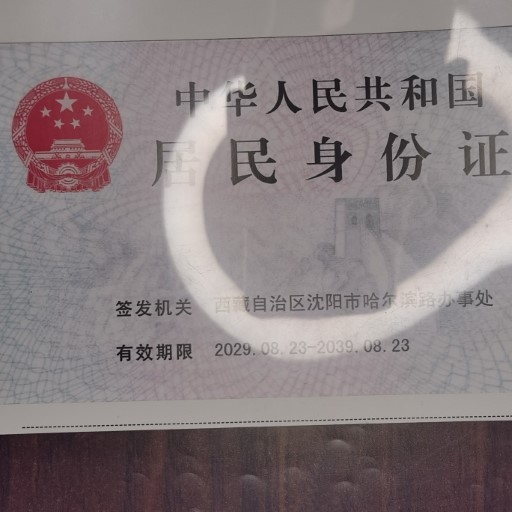 中华人民共和国
居民身份证
签发机关 西藏自治区沈阳市哈尔滨路办事处
有效期限 2029.08.23-2039.08.23